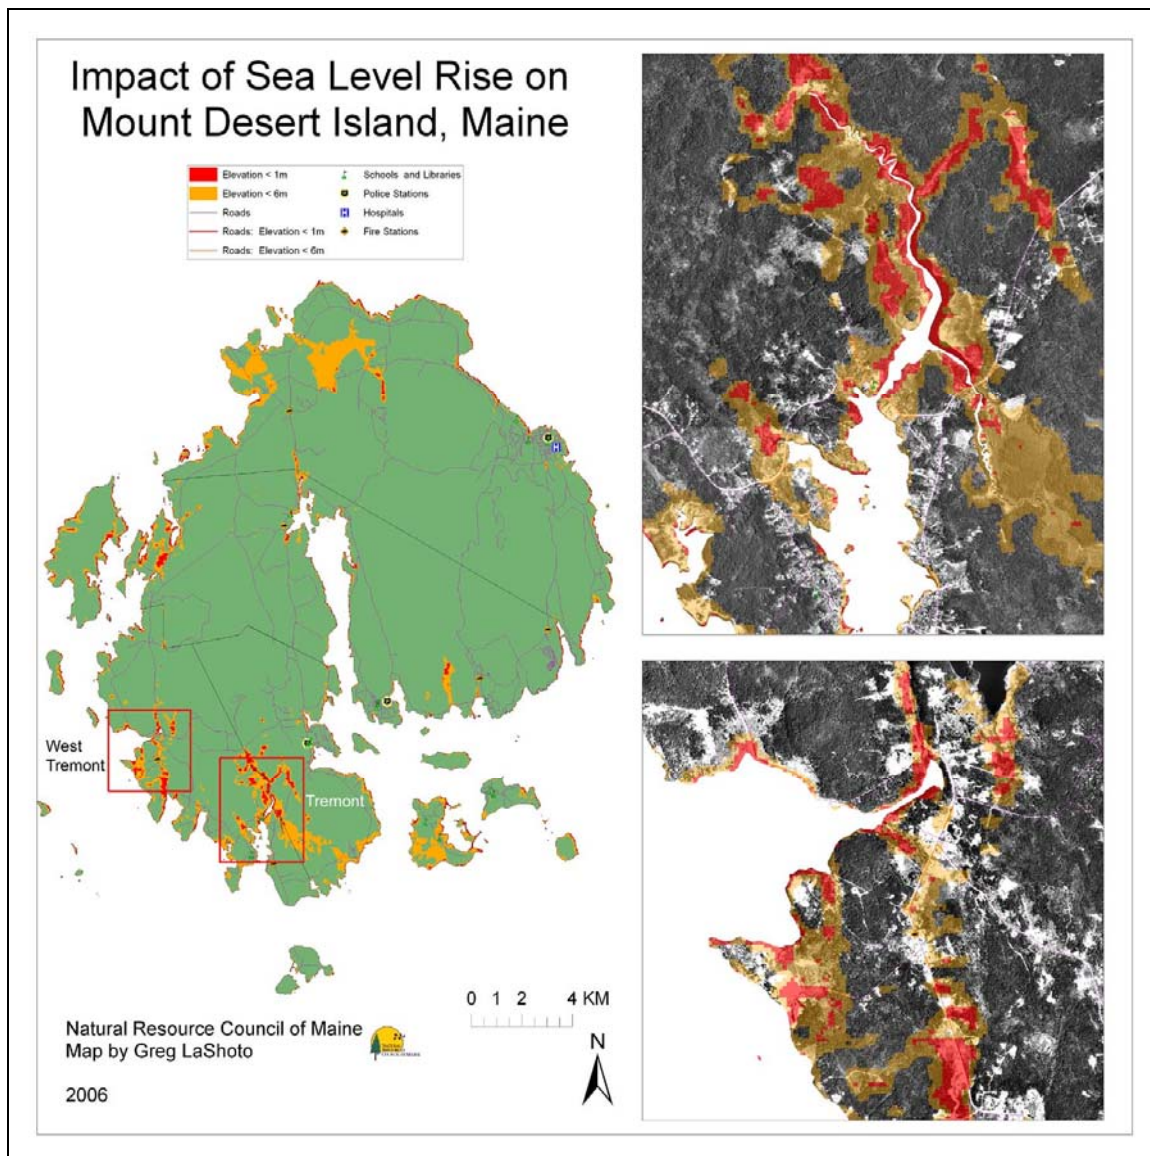 Impact of Sea Level Rise on
Mount Desert Island, Maine
Elevation < 1m
Elevation < 6m
Roads
Roads: Elevation < 1m
Roads: Elevation < 6m
Schools and Libraries
Police Stations
H Hospitals
Fire Stations
H
West
Tremont
Tremont
0 1 2 4 KM
N
Natural Resource Council of Maine
Map by Greg LaShoto
2006